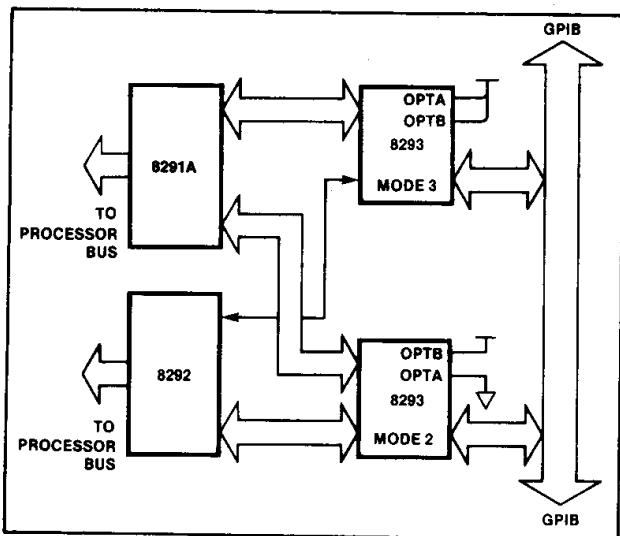 GPIB
OPTA
OPTB
8293
MODE 3
8291A
TO
PROCESSOR
BUS
8292
TO
PROCESSOR
BUS
OPTB
OPTA
8293
MODE 2
GPIB